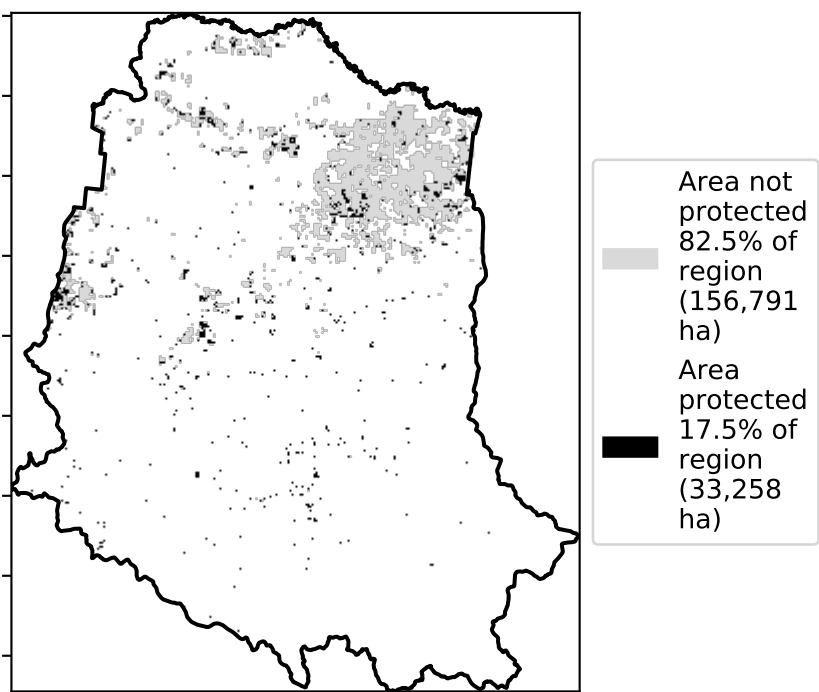 Area not
protected
82.5% of
region
(156,791
ha)
Area
protected
17.5% of
region
(33,258
ha)